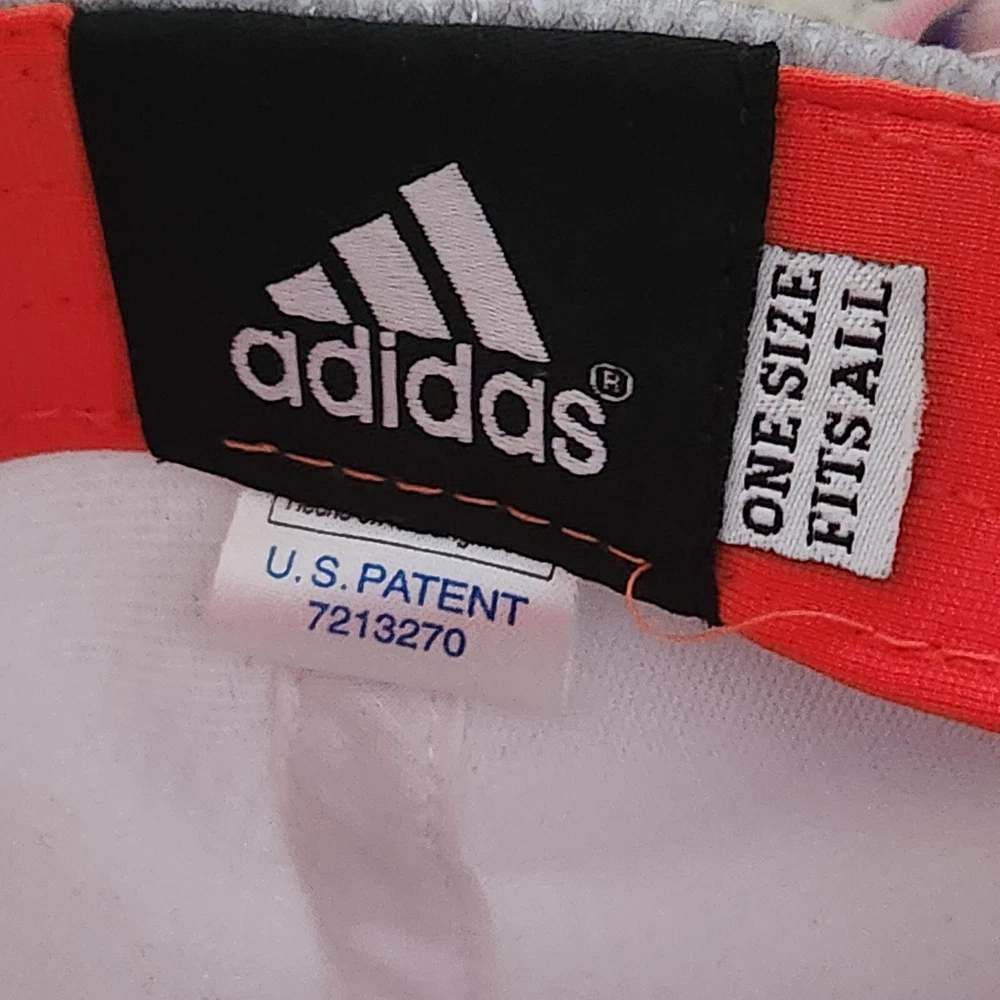 adidas®
ONE SIZE
FITS ALL
U.S. PATENT
7213270